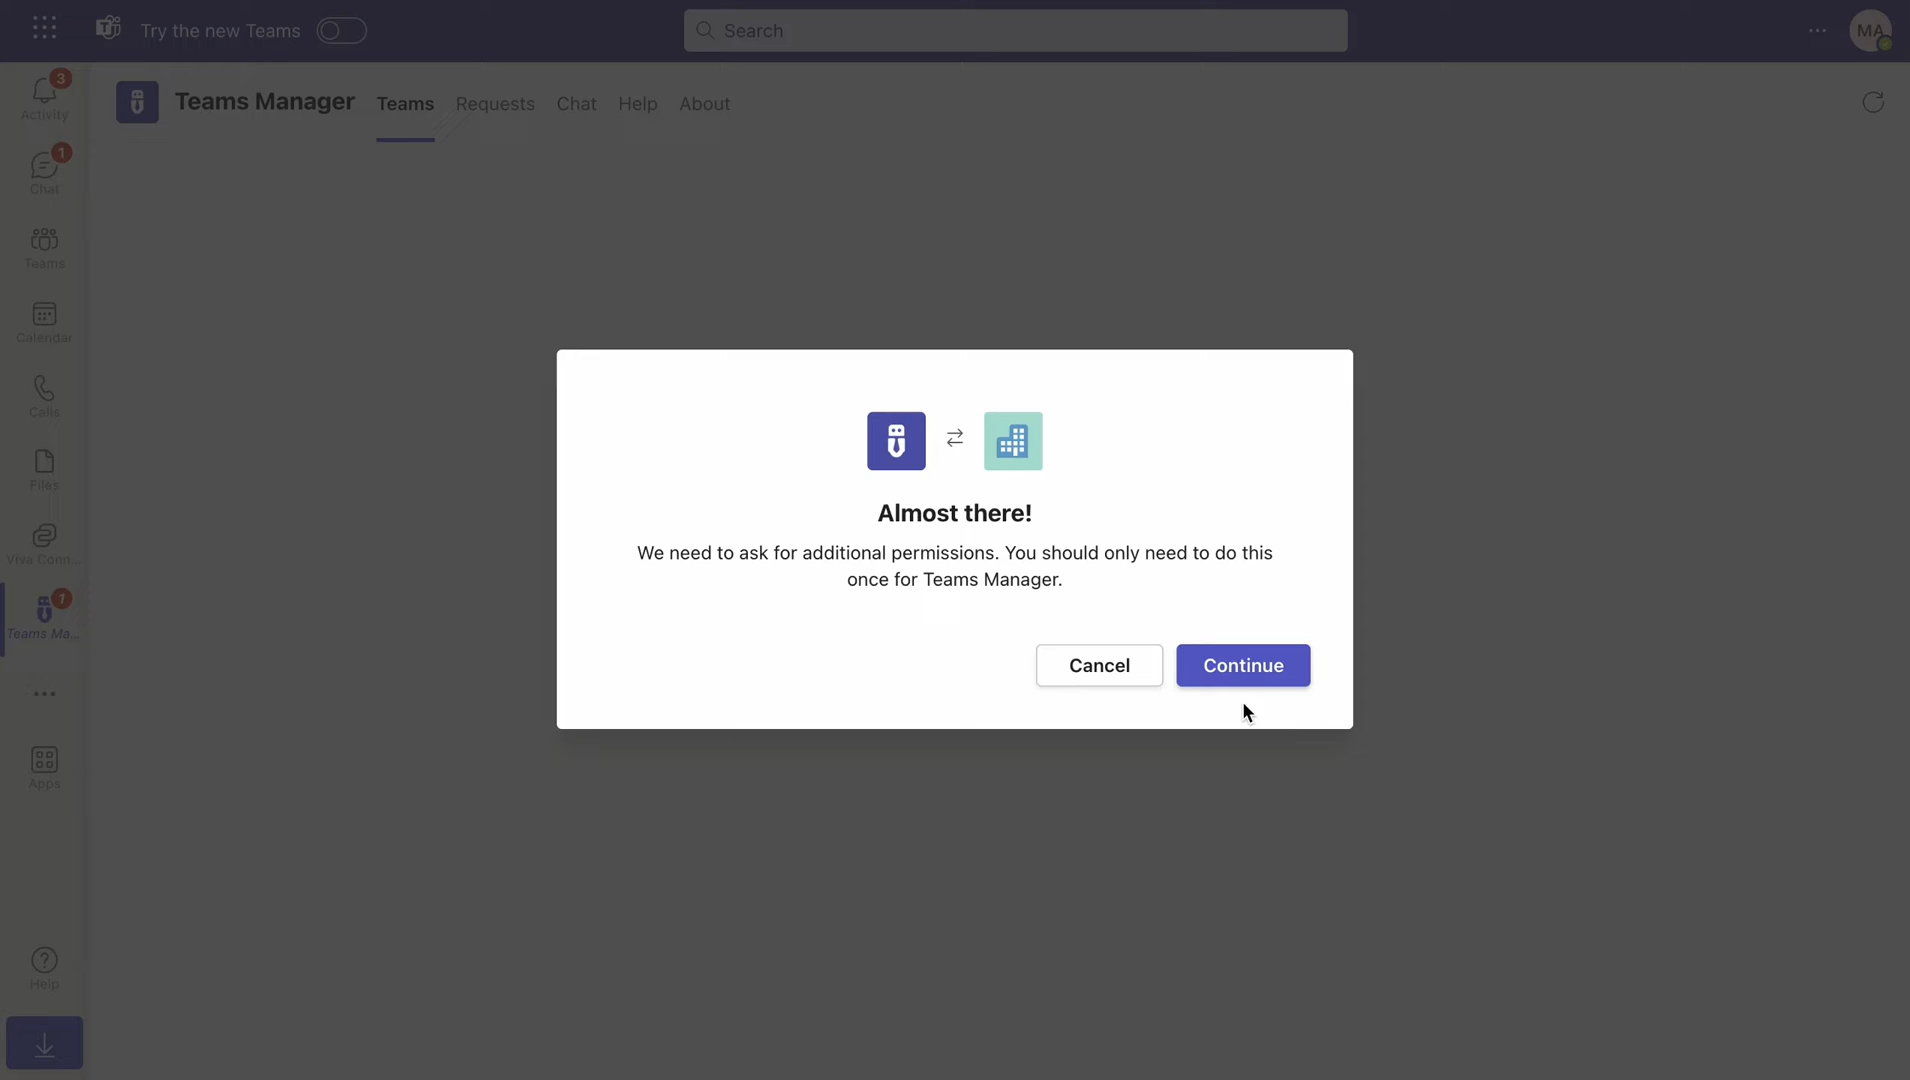 Try the new Teams
Search
MA
3
Activity
Teams Manager
Teams
Requests
Chat
Help
About
1
Chat
Teams
Calendar
Calls
Files
Viva Conn...
1
Teams Ma...
Apps
Help
Almost there!
We need to ask for additional permissions. You should only need to do this
once for Teams Manager.
Cancel
Continue